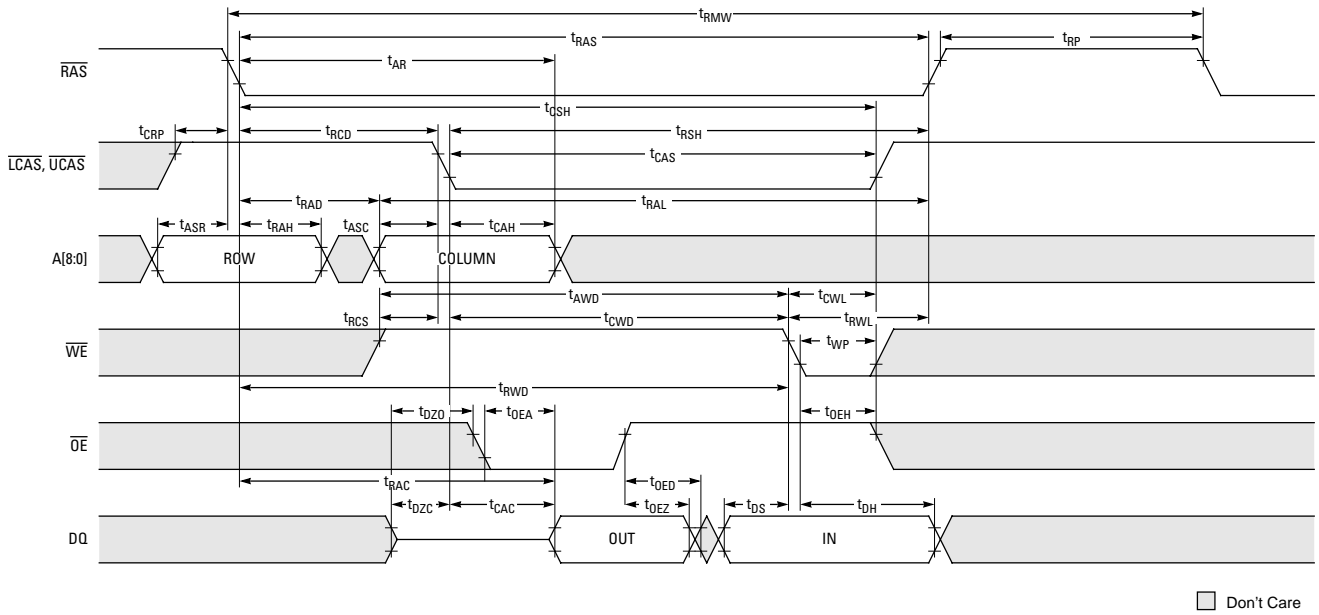 tRMW
tRAS
tRP
tAR
RAS
tCSH
tCRP
tRCD
tRSH
LCAS, UCAS
tCAS
tRAD
tRAL
tASR
tRAH
tASC
tCAH
A[8:0]
ROW
COLUMN
tAWD
tCWL
tRCS
tCWD
tRWL
WE
tWP
tRWD
tDZO
tOEA
tOEH
OE
tRAC
tOED
tDZC
tCAC
tOEZ
tDS
tDH
DQ
OUT
IN
Don't Care